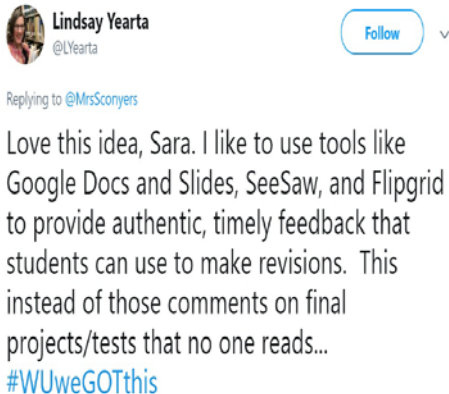 Lindsay Yearta
@LYearta
Follow
Replying to @MrsSconyers
Love this idea, Sara. I like to use tools like
Google Docs and Slides, SeeSaw, and Flipgrid
to provide authentic, timely feedback that
students can use to make revisions. This
instead of those comments on final
projects/tests that no one reads...
#WUweGOTthis